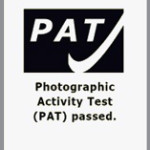 PAT
Photographic
Activity Test
(PAT) passed.